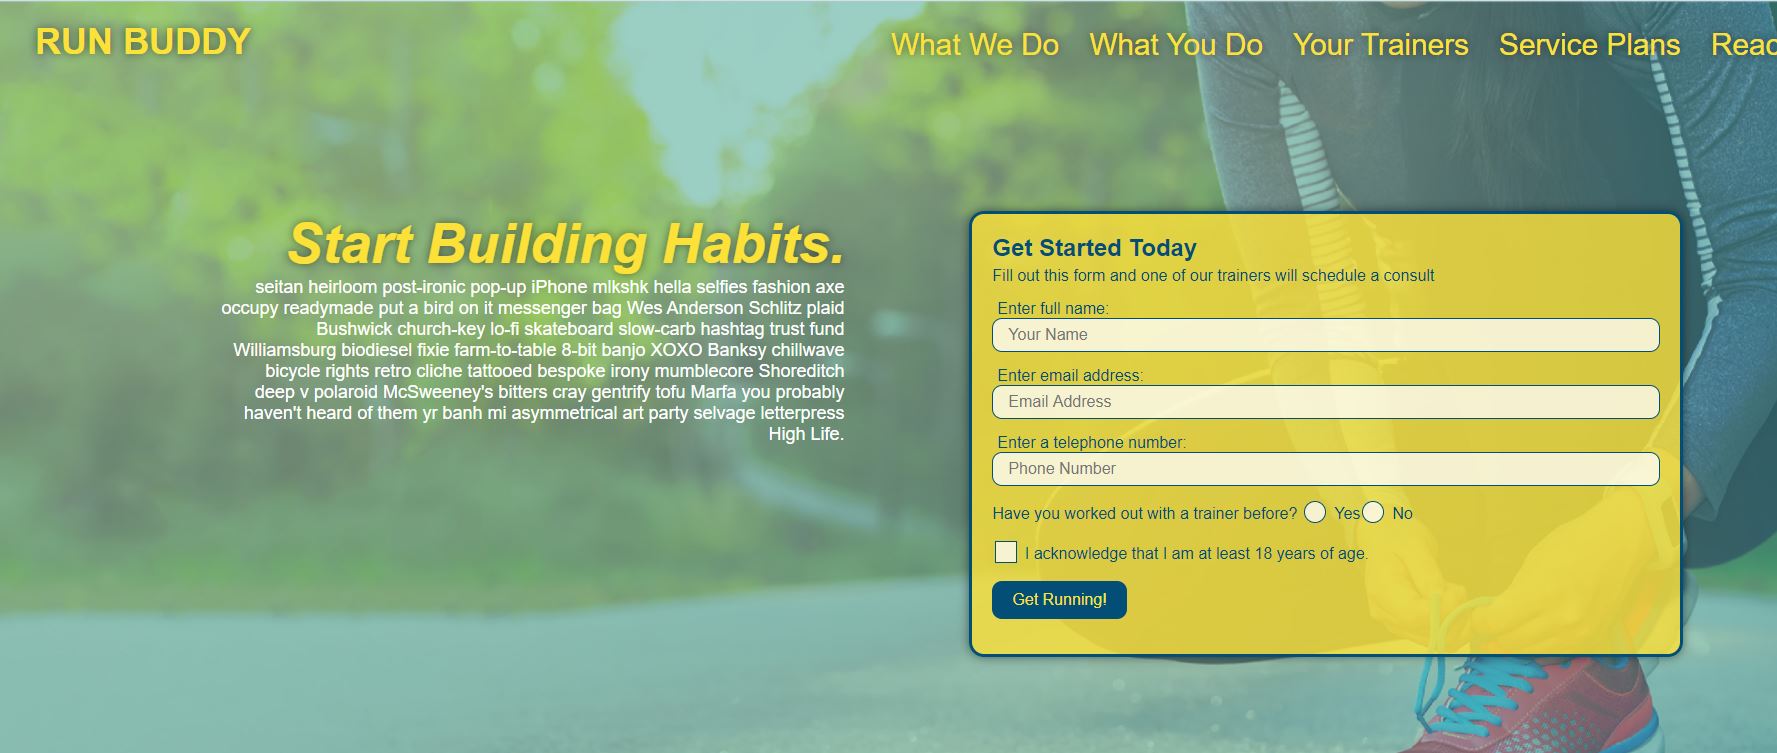 RUN BUDDY
What We Do What You Do Your Trainers Service Plans
Start Building Habits.
seitan heirloom post-ironic pop-up iPhone mlkshk hella selfies fashion axe
occupy readymade put a bird on it messenger bag Wes Anderson Schlitz plaid
Bushwick church-key lo-fi skateboard slow-carb hashtag trust fund
Williamsburg biodiesel fixie farm-to-table 8-bit banjo XOXO Banksy chillwave
bicycle rights retro cliche tattooed bespoke irony mumblecore Shoreditch
deep v polaroid McSweeney's bitters cray gentrify tofu Marfa you probably
haven't heard of them yr banh mi asymmetrical art party selvage letterpress
High Life.
Get Started Today
Fill out this form and one of our trainers will schedule a consult
Enter full name:
Your Name
Enter email address:
Email Address
Enter a telephone number:
Phone Number
Have you worked out with a trainer before? Yes No
I acknowledge that I am at least 18 years of age.
Get Running!